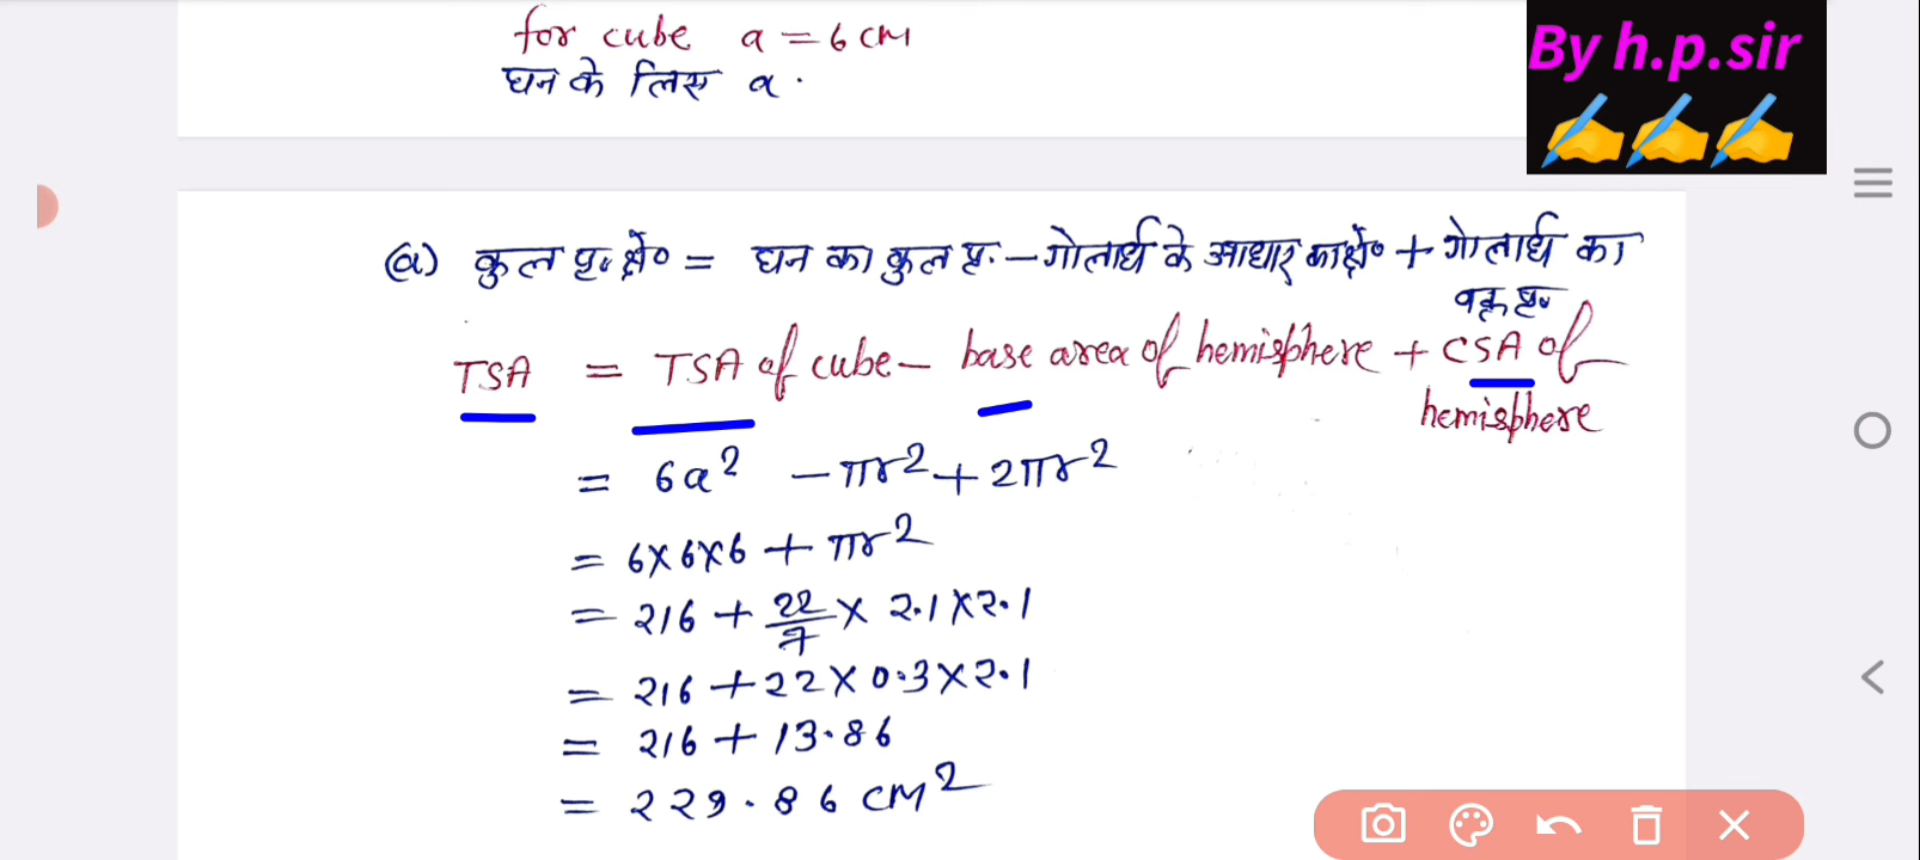 for cube a = 6 cm
By h.p.sir
घन के लिए a .
(a) कुल पृ० क्षे० = घन का कुल पृ. - गोलार्ध के आधार का क्षे० + गोलार्ध का
वक्र पृ०
TSA = TSA of cube - base area of hemisphere + CSA of
hemisphere
= 6a² - πr² + 2πr²
= 6×6×6 + πr²
= 216 + 22/7 × 2.1×2.1
= 216 + 22×0.3×2.1
= 216 + 13.86
= 229.86 cm²